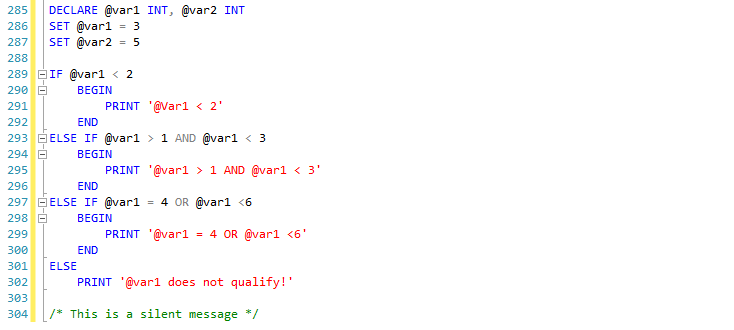 285 DECLARE @var1 INT, @var2 INT
286 SET @var1 = 3
287 SET @var2 = 5
288
289 IF @var1 < 2
290     BEGIN
291         PRINT '@Var1 < 2'
292     END
293 ELSE IF @var1 > 1 AND @var1 < 3
294     BEGIN
295         PRINT '@var1 > 1 AND @var1 < 3'
296     END
297 ELSE IF @var1 = 4 OR @var1 <6
298     BEGIN
299         PRINT '@var1 = 4 OR @var1 <6'
300     END
301 ELSE
302     PRINT '@var1 does not qualify!'
303
304 /* This is a silent message */